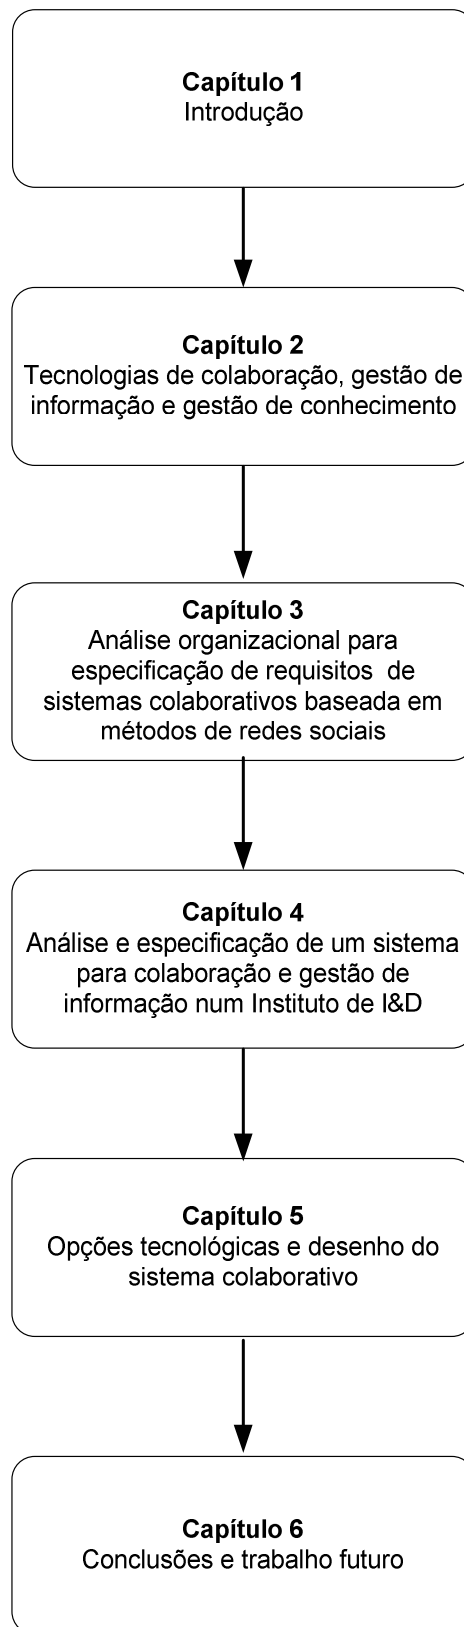 Capítulo 1
Introdução
Capítulo 2
Tecnologias de colaboração, gestão de
informação e gestão de conhecimento
Capítulo 3
Análise organizacional para
especificação de requisitos  de
sistemas colaborativos baseada em
métodos de redes sociais
Capítulo 4
Análise e especificação de um sistema
para colaboração e gestão de
informação num Instituto de I&D
Capítulo 5
Opções tecnológicas e desenho do
sistema colaborativo
Capítulo 6
Conclusões e trabalho futuro